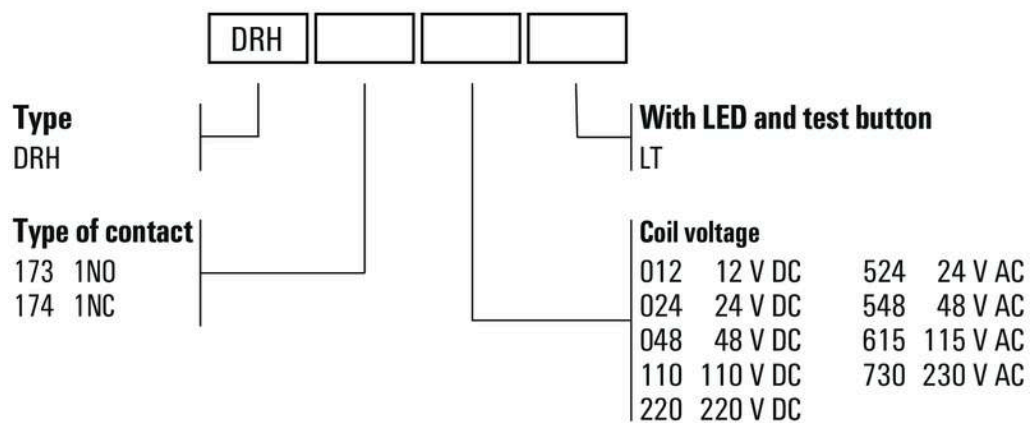 DRH
Type
DRH
With LED and test button
LT
Type of contact
173 1NO
174 1NC
Coil voltage
012 12 V DC 524 24 V AC
024 24 V DC 548 48 V AC
048 48 V DC 615 115 V AC
110 110 V DC 730 230 V AC
220 220 V DC